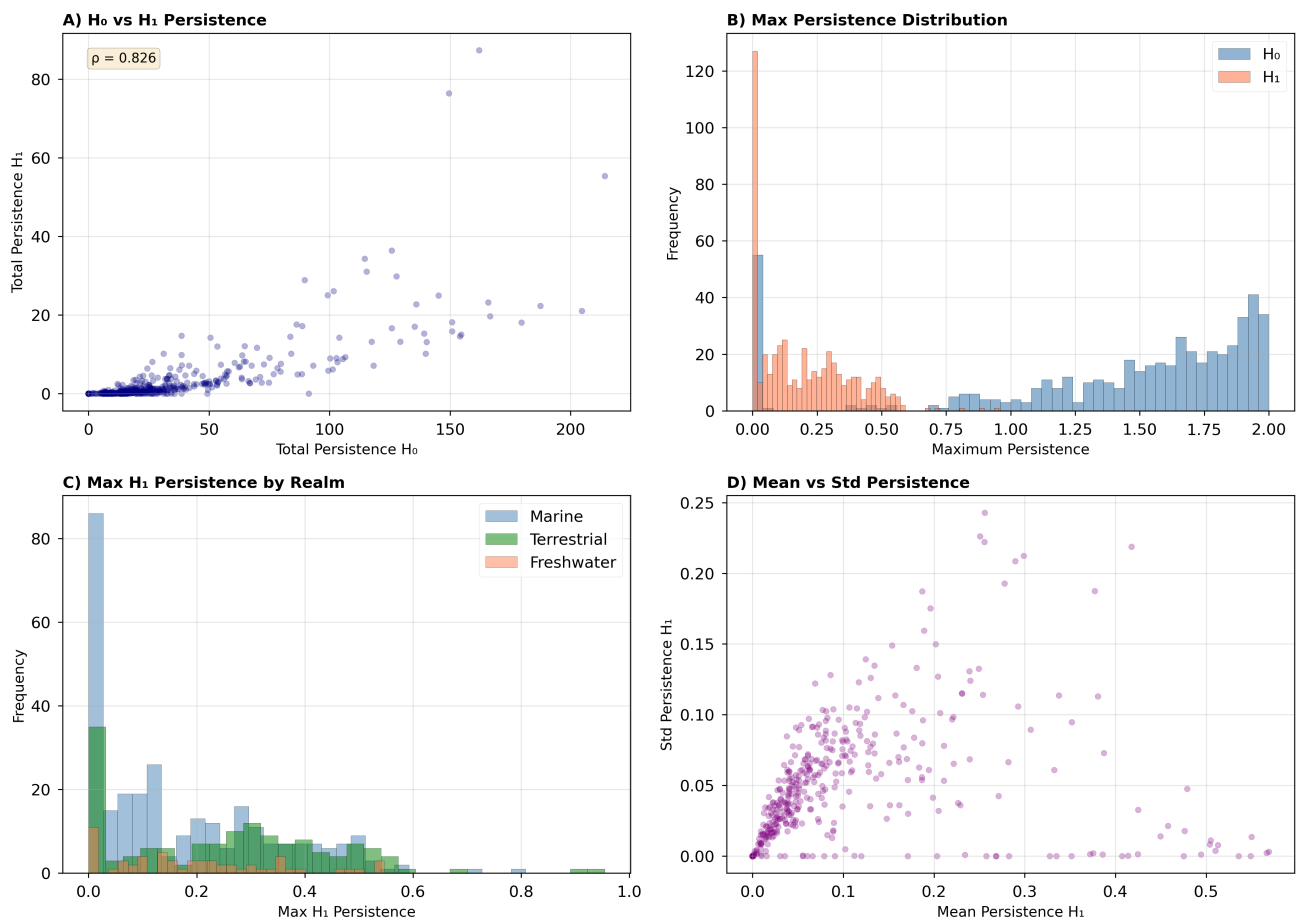 A) H₀ vs H₁ Persistence
ρ = 0.826
80
60
40
20
0
Total Persistence H₁
0 50 100 150 200
Total Persistence H₀
B) Max Persistence Distribution
H₀
H₁
120
100
80
60
40
20
0
Frequency
0.00 0.25 0.50 0.75 1.00 1.25 1.50 1.75 2.00
Maximum Persistence
C) Max H₁ Persistence by Realm
Marine
Terrestrial
Freshwater
80
60
40
20
0
Frequency
0.0 0.2 0.4 0.6 0.8 1.0
Max H₁ Persistence
D) Mean vs Std Persistence
0.25
0.20
0.15
0.10
0.05
0.00
Std Persistence H₁
0.0 0.1 0.2 0.3 0.4 0.5
Mean Persistence H₁